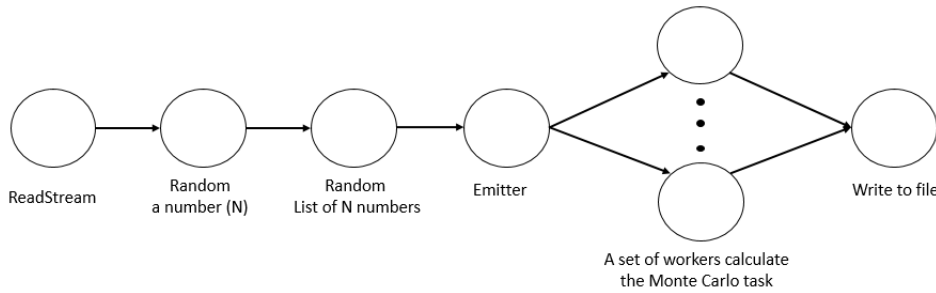 ReadStream
Random
a number (N)
Random
List of N numbers
Emitter
A set of workers calculate
the Monte Carlo task
Write to file